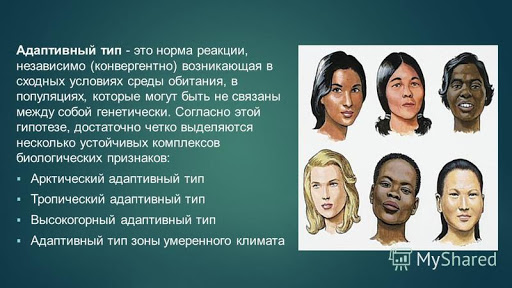 Адаптивный тип - это норма реакции,
независимо (конвергентно) возникающая в
сходных условиях среды обитания, в
популяциях, которые могут быть не связаны
между собой генетически. Согласно этой
гипотезе, достаточно четко выделяются
несколько устойчивых комплексов
биологических признаков:
▪ Арктический адаптивный тип
▪ Тропический адаптивный тип
▪ Высокогорный адаптивный тип
▪ Адаптивный тип зоны умеренного климата
MyShared